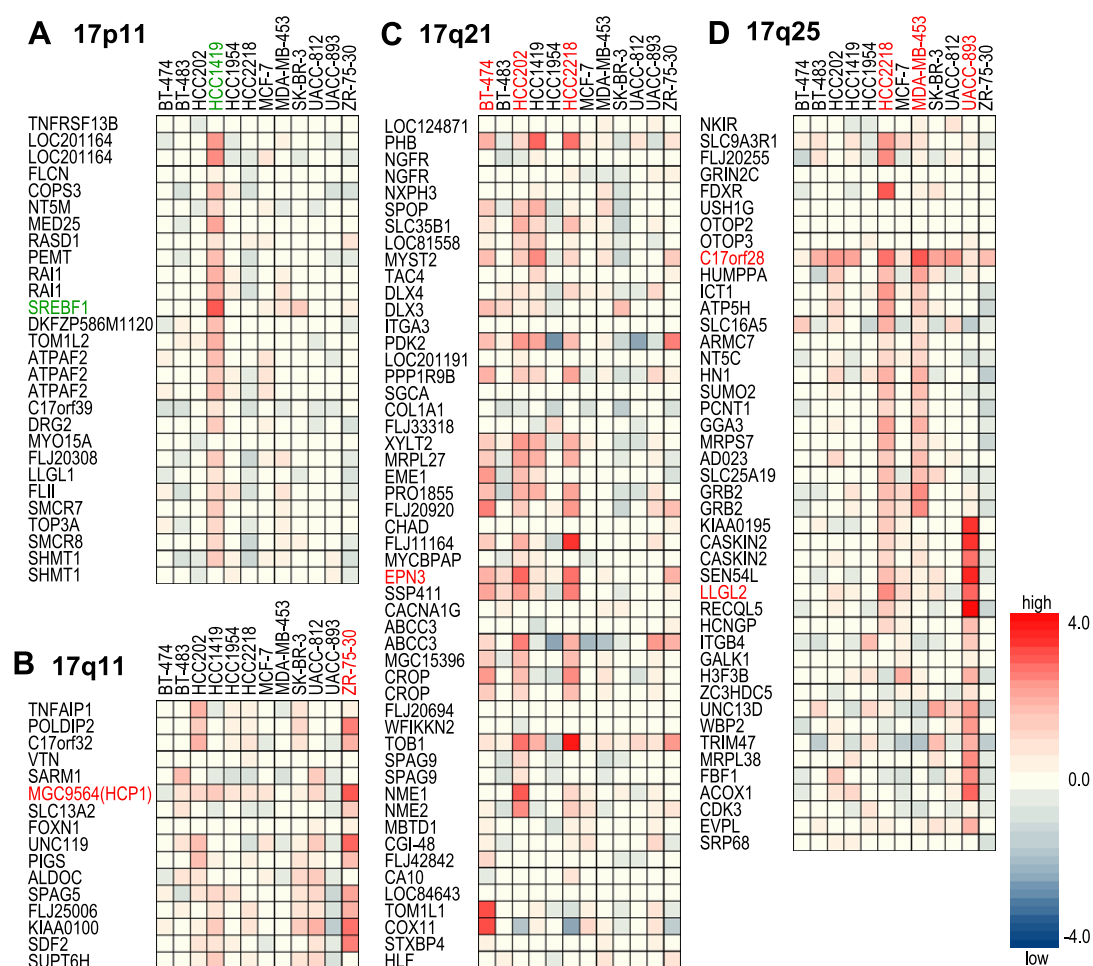 A 17p11
BT-474
BT-483
HCC202
HCC1419
HCC1954
HCC2218
MCF-7
MDA-MB-453
SK-BR-3
UACC-812
UACC-893
ZR-75-30
TNFRSF13B
LOC201164
LOC201164
FLCN
COPS3
NT5M
MED25
RASD1
PEMT
RAI1
RAI1
SREBF1
DKFZP586M1120
TOM1L2
ATPAF2
ATPAF2
ATPAF2
C17orf39
DRG2
MYO15A
FLJ20308
LLGL1
FLII
SMCR7
TOP3A
SMCR8
SHMT1
SHMT1
B 17q11
BT-474
BT-483
HCC202
HCC1419
HCC1954
HCC2218
MCF-7
MDA-MB-453
SK-BR-3
UACC-812
UACC-893
ZR-75-30
TNFAIP1
POLDIP2
C17orf32
VTN
SARM1
MGC9564(HCP1)
SLC13A2
FOXN1
UNC119
PIGS
ALDOC
SPAG5
FLJ25006
KIAA0100
SDF2
SUPT6H
C 17q21
BT-474
BT-483
HCC202
HCC1419
HCC1954
HCC2218
MCF-7
MDA-MB-453
SK-BR-3
UACC-812
UACC-893
ZR-75-30
LOC124871
PHB
NGFR
NGFR
NXPH3
SPOP
SLC35B1
LOC81558
MYST2
TAC4
DLX4
DLX3
ITGA3
PDK2
LOC201191
PPP1R9B
SGCA
COL1A1
FLJ33318
XYLT2
MRPL27
EME1
PRO1855
FLJ20920
CHAD
FLJ11164
MYCBPAP
EPN3
SSP411
CACNA1G
ABCC3
ABCC3
MGC15396
CROP
CROP
FLJ20694
WFIKKN2
TOB1
SPAG9
SPAG9
NME1
NME2
MBTD1
CGI-48
FLJ42842
CA10
LOC84643
TOM1L1
COX11
STXBP4
HLF
D 17q25
BT-474
BT-483
HCC202
HCC1419
HCC1954
HCC2218
MCF-7
MDA-MB-453
SK-BR-3
UACC-812
UACC-893
ZR-75-30
NKIR
SLC9A3R1
FLJ20255
GRIN2C
FDXR
USH1G
OTOP2
OTOP3
C17orf28
HUMPPA
ICT1
ATP5H
SLC16A5
ARMC7
NT5C
HN1
SUMO2
PCNT1
GGA3
MRPS7
AD023
SLC25A19
GRB2
GRB2
KIAA0195
CASKIN2
CASKIN2
SEN54L
LLGL2
RECQL5
HCNGP
ITGB4
GALK1
H3F3B
ZC3HDC5
UNC13D
WBP2
TRIM47
MRPL38
FBF1
ACOX1
CDK3
EVPL
SRP68
high
4.0
0.0
-4.0
low